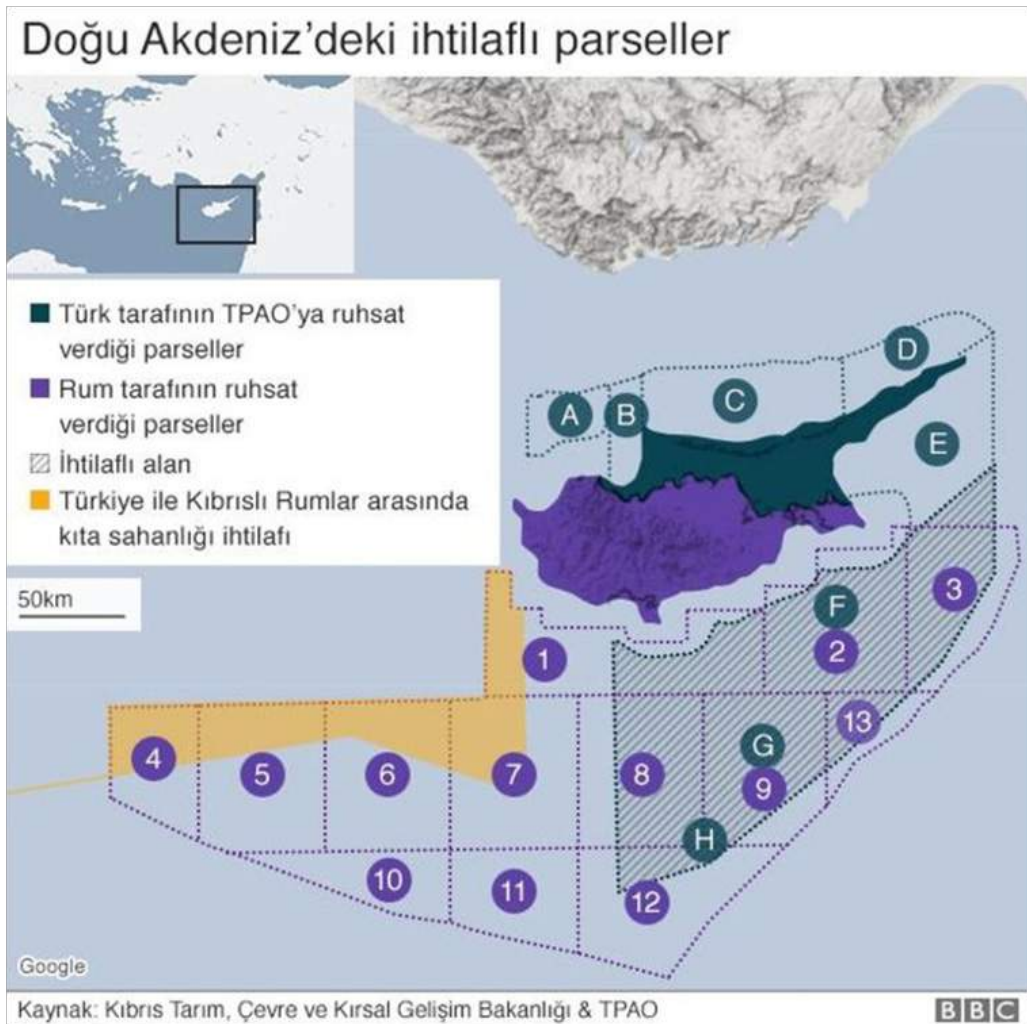 Doğu Akdeniz’deki ihtilaflı parseller
Türk tarafının TPAO’ya ruhsat
verdiği parseller
Rum tarafının ruhsat
verdiği parseller
İhtilaflı alan
Türkiye ile Kıbrıslı Rumlar arasında
kıta sahanlığı ihtilafı
50km
D
A
B
C
E
3
F
2
1
13
4
5
6
7
8
G
9
H
10
11
12
Google
Kaynak: Kıbrıs Tarım, Çevre ve Kırsal Gelişim Bakanlığı & TPAO
BBC